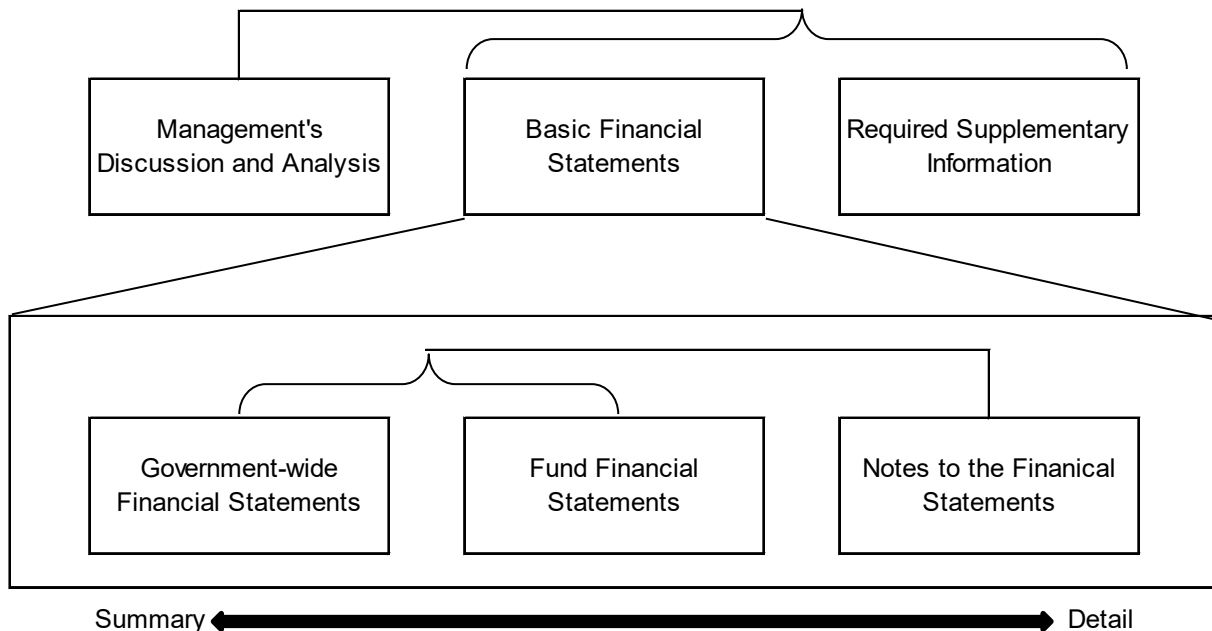 Management's
Discussion and Analysis
Basic Financial
Statements
Required Supplementary
Information
Government-wide
Financial Statements
Fund Financial
Statements
Notes to the Finanical
Statements
Summary
Detail